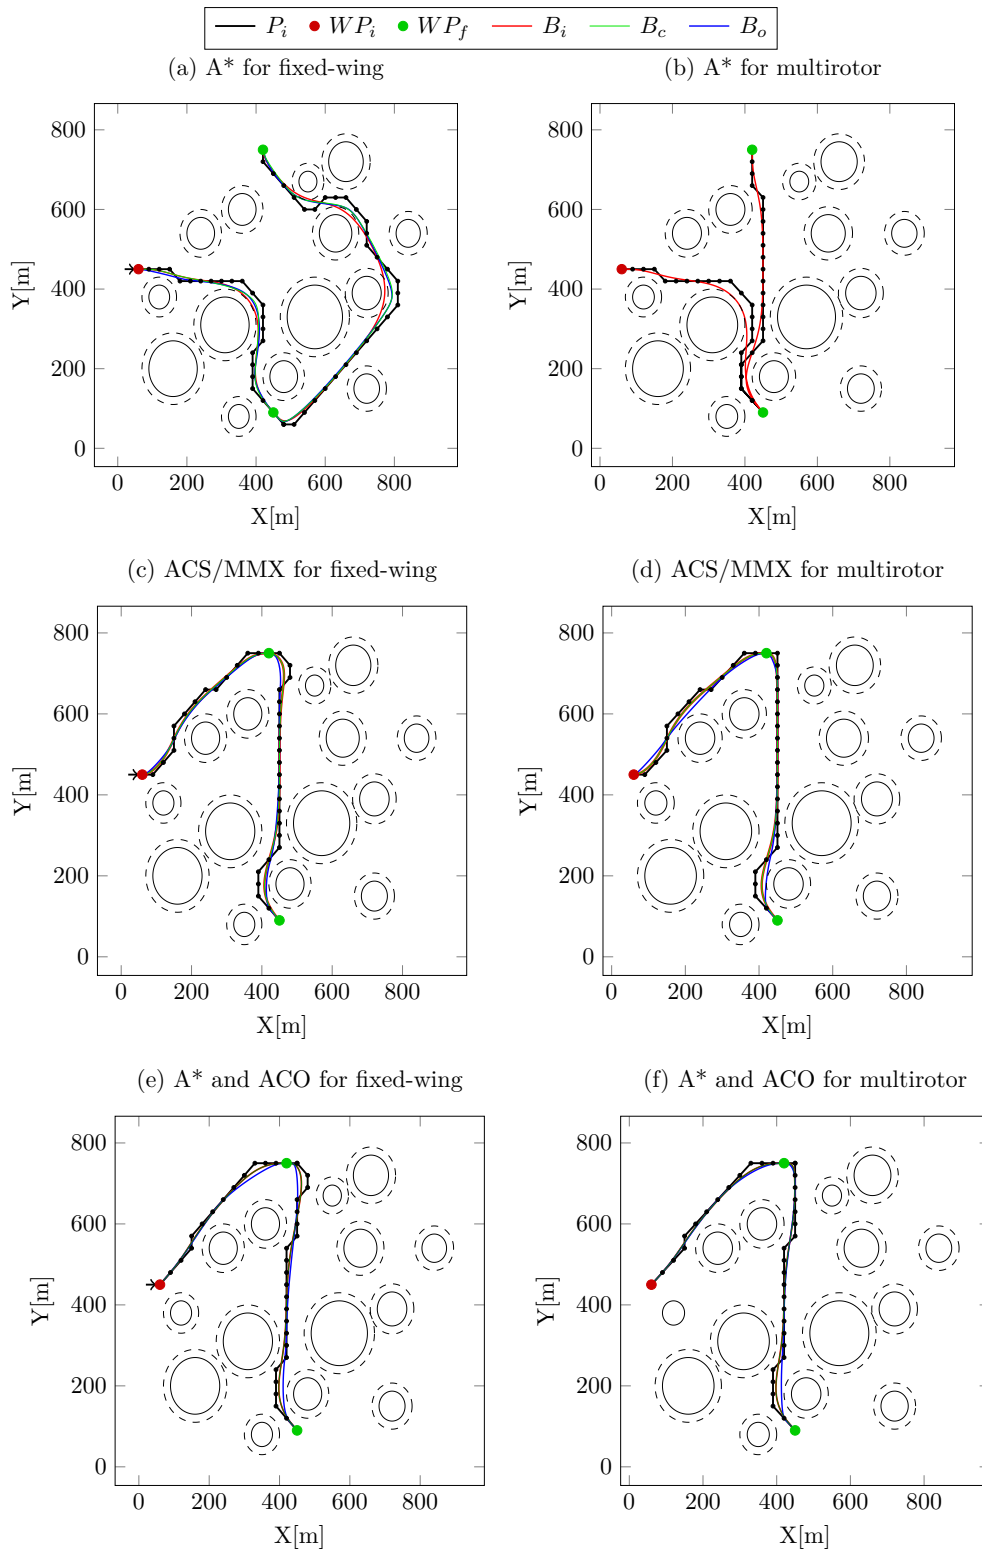 P_i WP_i WP_f B_i B_c B_o
(a) A* for fixed-wing
(b) A* for multirotor
800
600
400
200
0
Y[m]
0 200 400 600 800
X[m]
800
600
400
200
0
Y[m]
0 200 400 600 800
X[m]
(c) ACS/MMX for fixed-wing
(d) ACS/MMX for multirotor
800
600
400
200
0
Y[m]
0 200 400 600 800
X[m]
800
600
400
200
0
Y[m]
0 200 400 600 800
X[m]
(e) A* and ACO for fixed-wing
(f) A* and ACO for multirotor
800
600
400
200
0
Y[m]
0 200 400 600 800
X[m]
800
600
400
200
0
Y[m]
0 200 400 600 800
X[m]